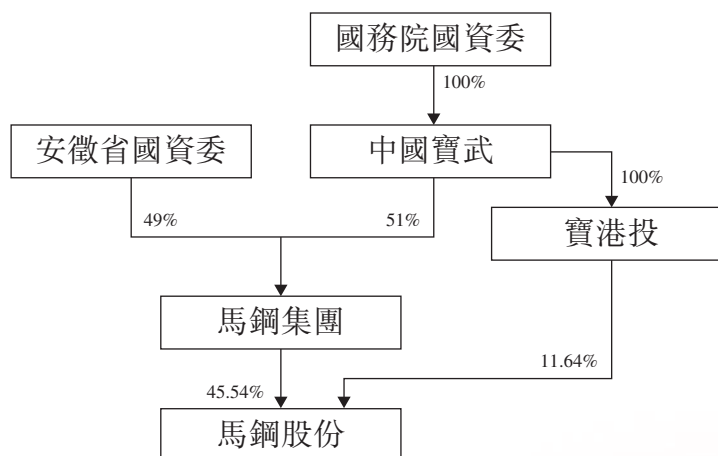 國務院國資委
100%
安徽省國資委
中國寶武
100%
49%
51%
寶港投
馬鋼集團
11.64%
45.54%
馬鋼股份